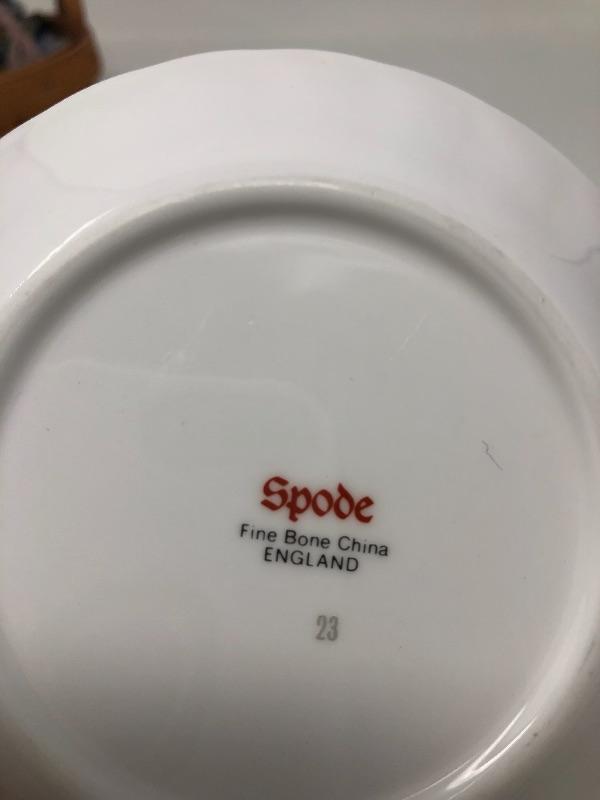 Spode
Fine Bone China
ENGLAND
23